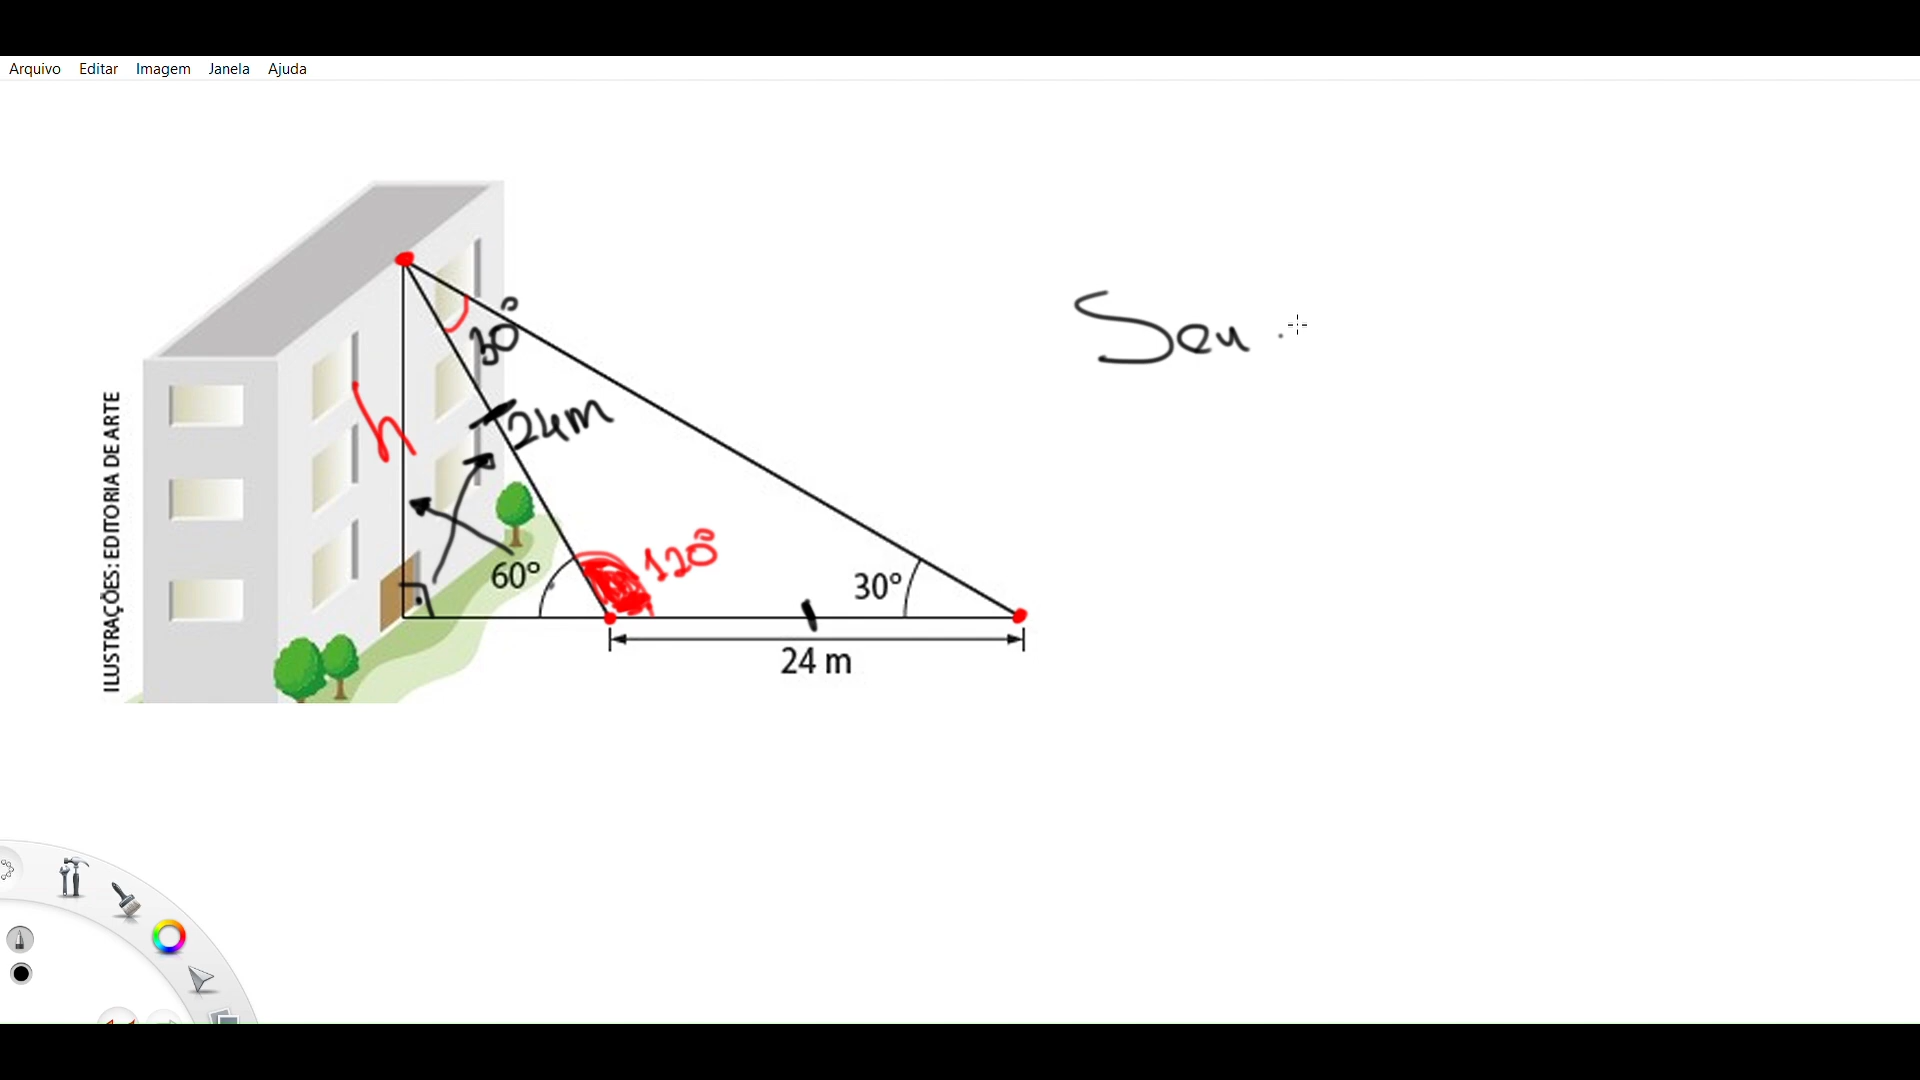 Arquivo Editar Imagem Janela Ajuda
ILUSTRAÇÕES: EDITORIA DE ARTE
30°
h
24m
Sen
60°
120°
30°
24 m